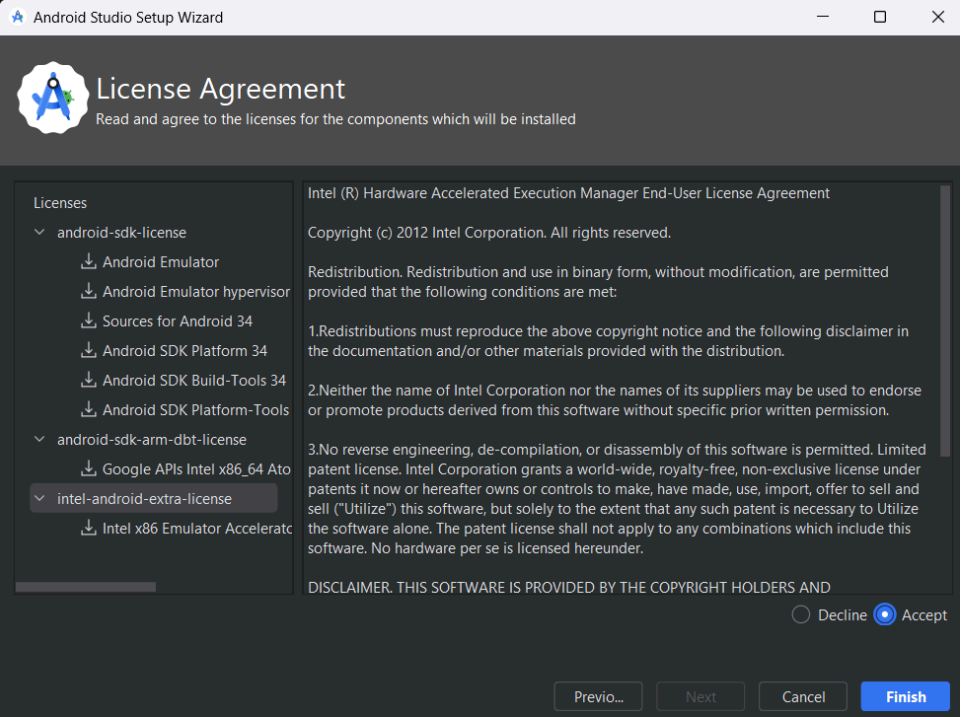 Android Studio Setup Wizard
License Agreement
Read and agree to the licenses for the components which will be installed
Licenses
android-sdk-license
Android Emulator
Android Emulator hypervisor
Sources for Android 34
Android SDK Platform 34
Android SDK Build-Tools 34
Android SDK Platform-Tools
android-sdk-arm-dbt-license
Google APIs Intel x86_64 Ato
intel-android-extra-license
Intel x86 Emulator Accelerato
Intel (R) Hardware Accelerated Execution Manager End-User License Agreement
Copyright (c) 2012 Intel Corporation. All rights reserved.
Redistribution. Redistribution and use in binary form, without modification, are permitted
provided that the following conditions are met:
1.Redistributions must reproduce the above copyright notice and the following disclaimer in
the documentation and/or other materials provided with the distribution.
2.Neither the name of Intel Corporation nor the names of its suppliers may be used to endorse
or promote products derived from this software without specific prior written permission.
3.No reverse engineering, de-compilation, or disassembly of this software is permitted. Limited
patent license. Intel Corporation grants a world-wide, royalty-free, non-exclusive license under
patents it now or hereafter owns or controls to make, have made, use, import, offer to sell and
sell ("Utilize") this software, but solely to the extent that any such patent is necessary to Utilize
the software alone. The patent license shall not apply to any combinations which include this
software. No hardware per se is licensed hereunder.
DISCLAIMER. THIS SOFTWARE IS PROVIDED BY THE COPYRIGHT HOLDERS AND
Decline Accept
Previo... Next Cancel Finish